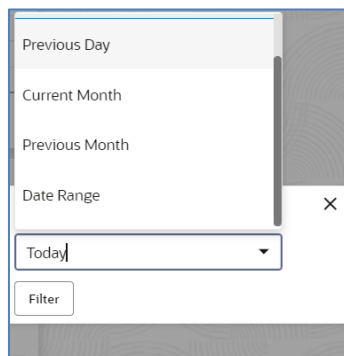 Previous Day
Current Month
Previous Month
Date Range
Today
Filter